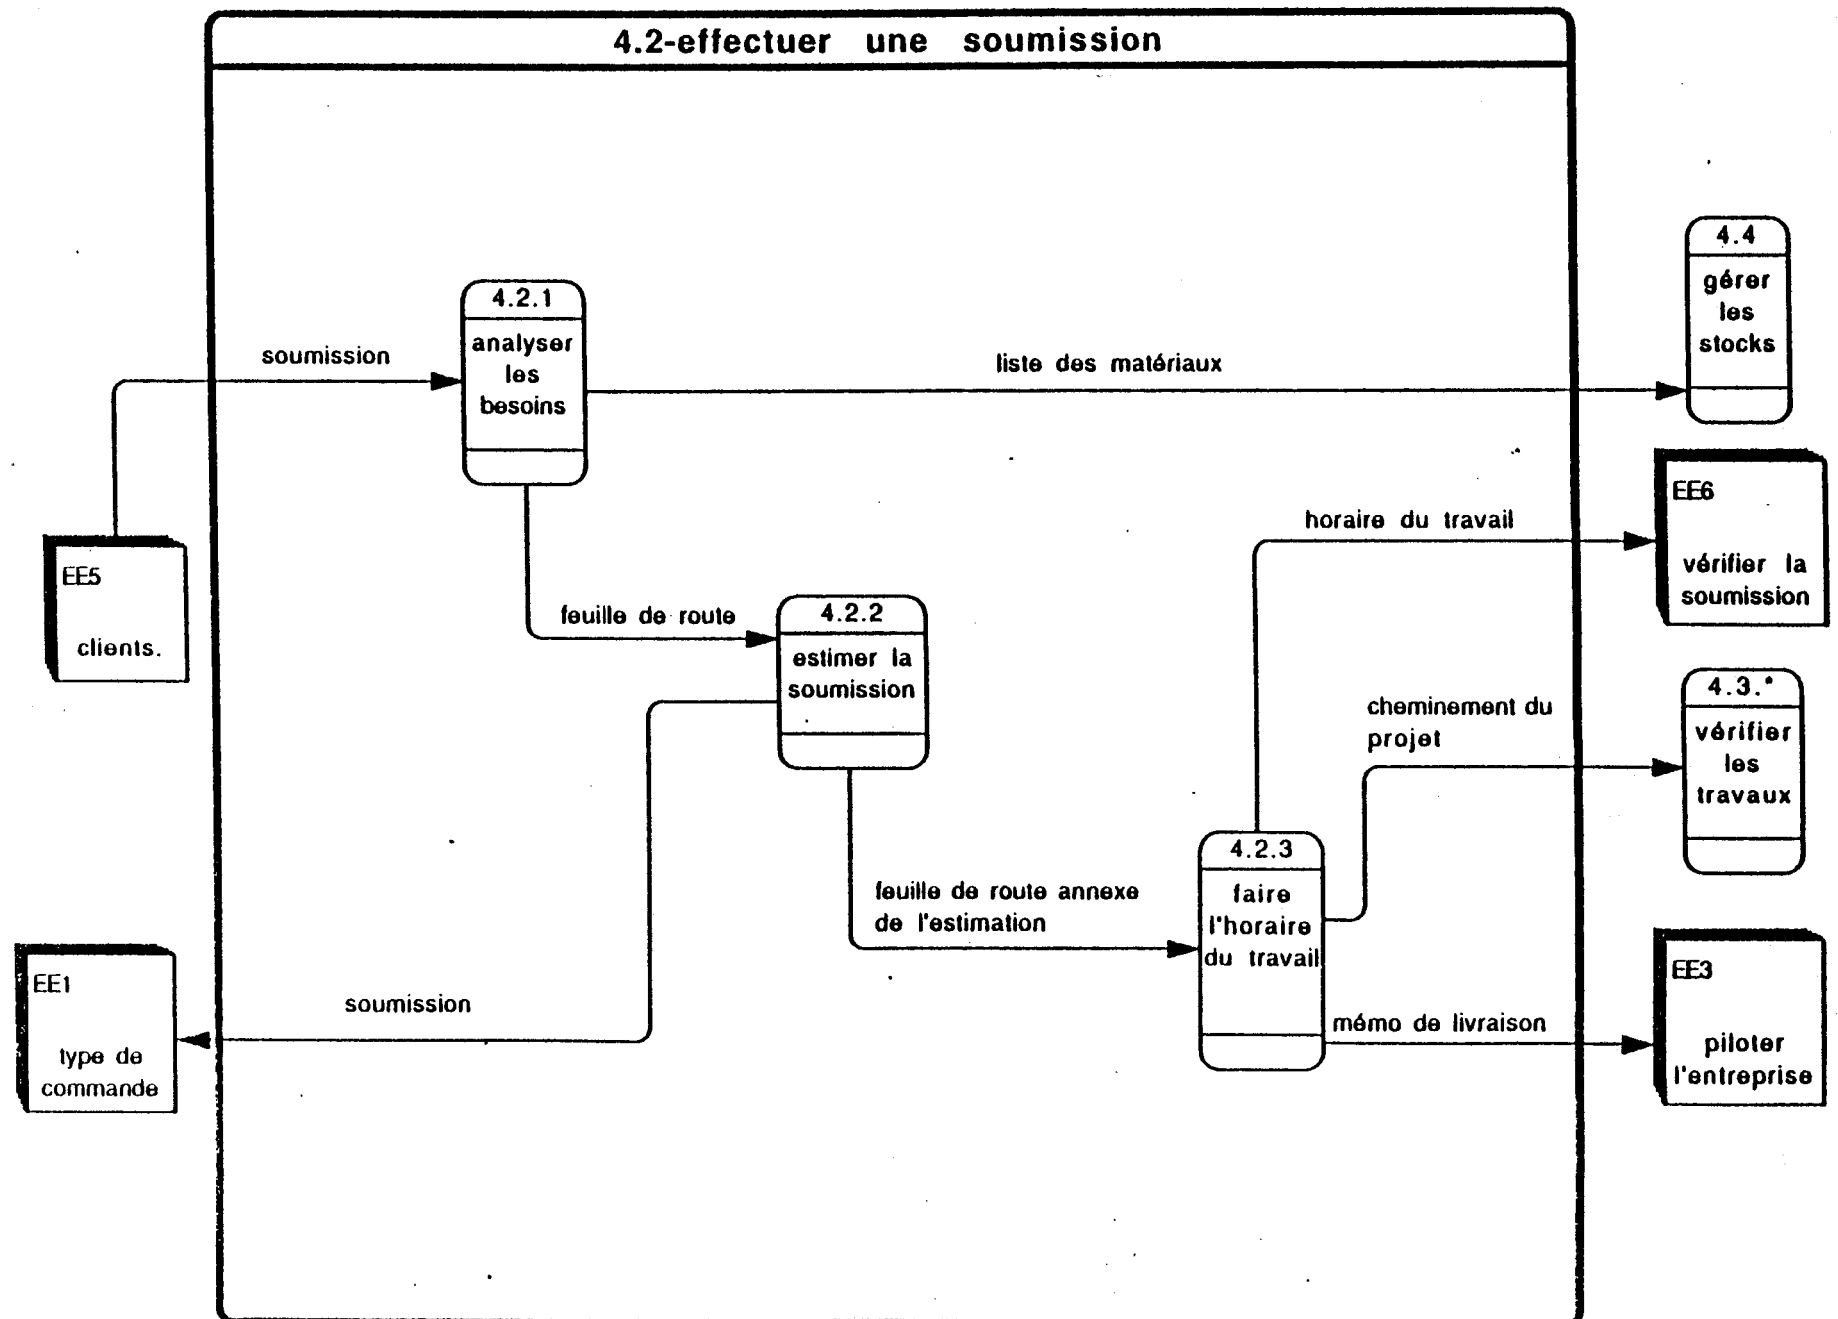 4.2-effectuer une soumission
4.4
gérer
les
stocks
4.2.1
analyser
les
besoins
soumission
liste des matériaux
EE6
vérifier la
soumission
horaire du travail
EE5
clients.
feuille de route
4.2.2
estimer la
soumission
4.3.*
vérifier
les
travaux
cheminement du
projet
4.2.3
faire
l'horaire
du travail
feuille de route annexe
de l'estimation
EE1
type de
commande
soumission
mémo de livraison
EE3
piloter
l'entreprise